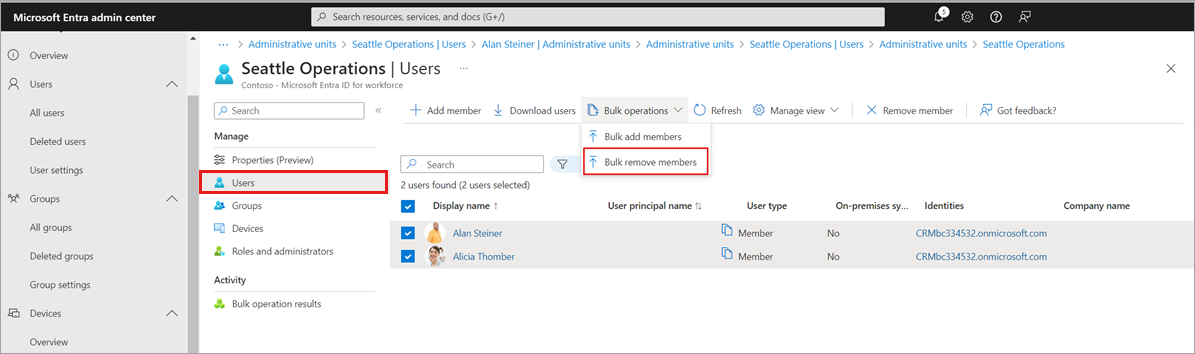 Microsoft Entra admin center
Search resources, services, and docs (G+/)
5
Overview
Users
All users
Deleted users
User settings
Groups
All groups
Deleted groups
Group settings
Devices
Overview
··· > Administrative units > Seattle Operations | Users > Alan Steiner | Administrative units > Administrative units > Seattle Operations | Users > Administrative units > Seattle Operations
Seattle Operations | Users ···
Contoso - Microsoft Entra ID for workforce
Search
Manage
Properties (Preview)
Users
Groups
Devices
Roles and administrators
Activity
Bulk operation results
Add member Download users Bulk operations Refresh Manage view Remove member Got feedback?
Bulk add members
Bulk remove members
Search
2 users found (2 users selected)
Display name ↑ User principal name ↑↓ User type On-premises sy... Identities Company name
Alan Steiner Member No CRMbc334532.onmicrosoft.com
Alicia Thomber Member No CRMbc334532.onmicrosoft.com